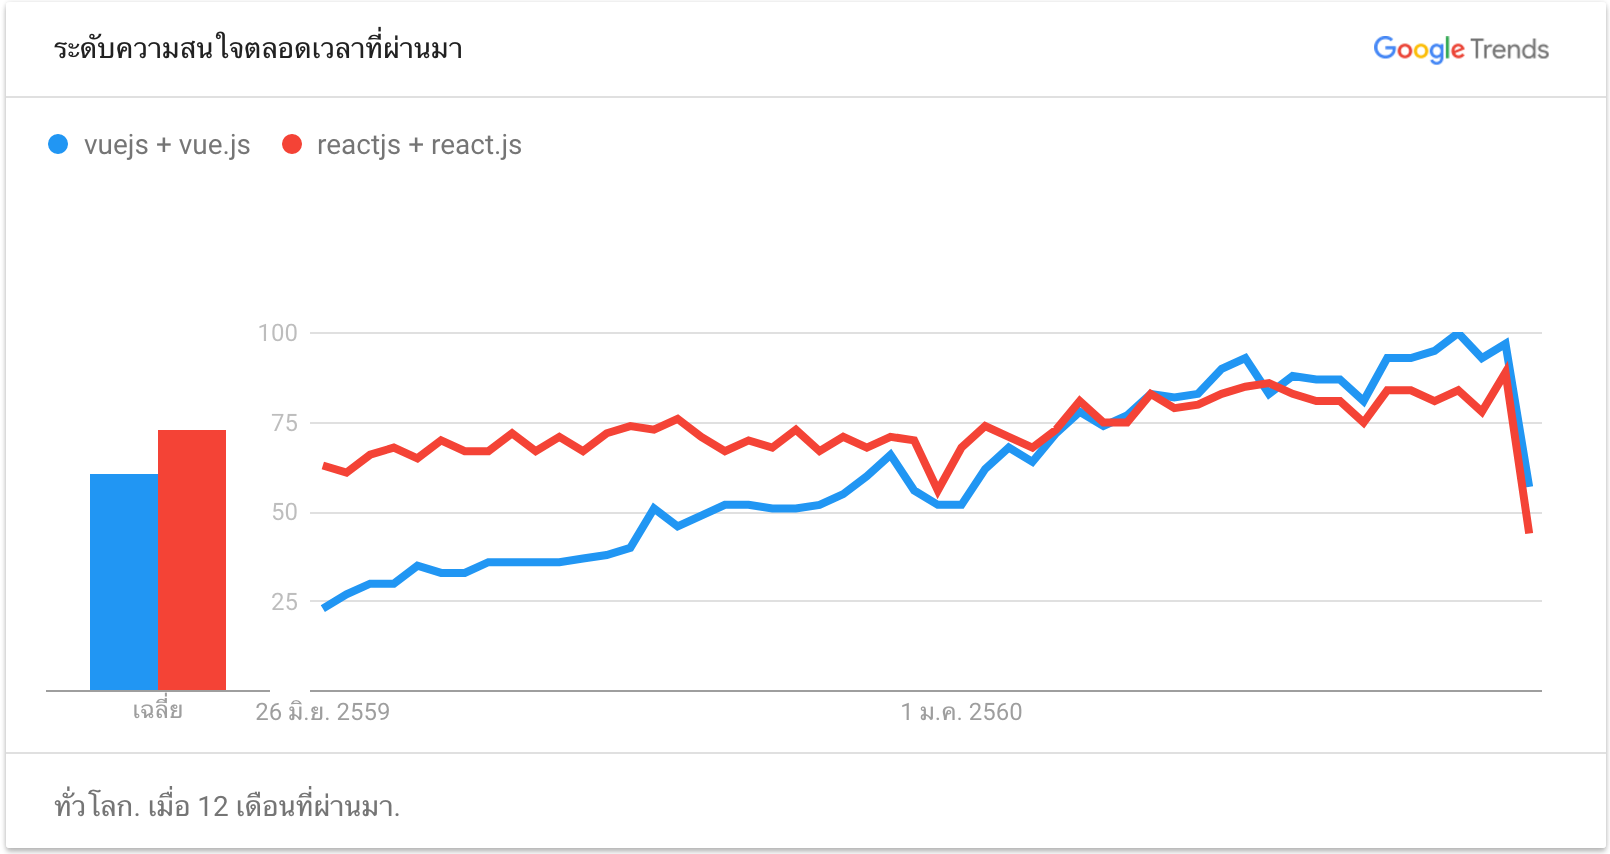 ระดับความสนใจตลอดเวลาที่ผ่านมา
Google Trends
vuejs + vue.js
reactjs + react.js
100
75
50
25
เฉลี่ย
26 มิ.ย. 2559
1 ม.ค. 2560
ทั่วโลก. เมื่อ 12 เดือนที่ผ่านมา.